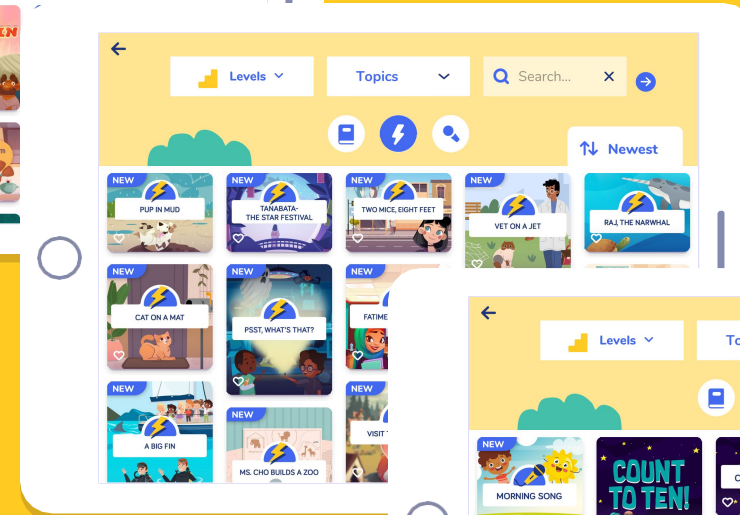 Levels
Topics
Search...
Newest
NEW
PUP IN MUD
NEW
TANABATA-
THE STAR FESTIVAL
NEW
TWO MICE, EIGHT FEET
NEW
VET ON A JET
RAJ, THE NARWHAL
NEW
CAT ON A MAT
NEW
PSST, WHAT'S THAT?
NEW
FATIME
NEW
A BIG FIN
NEW
MS. CHO BUILDS A ZOO
NEW
VISIT
Levels
To
NEW
MORNING SONG
COUNT
TO TEN!